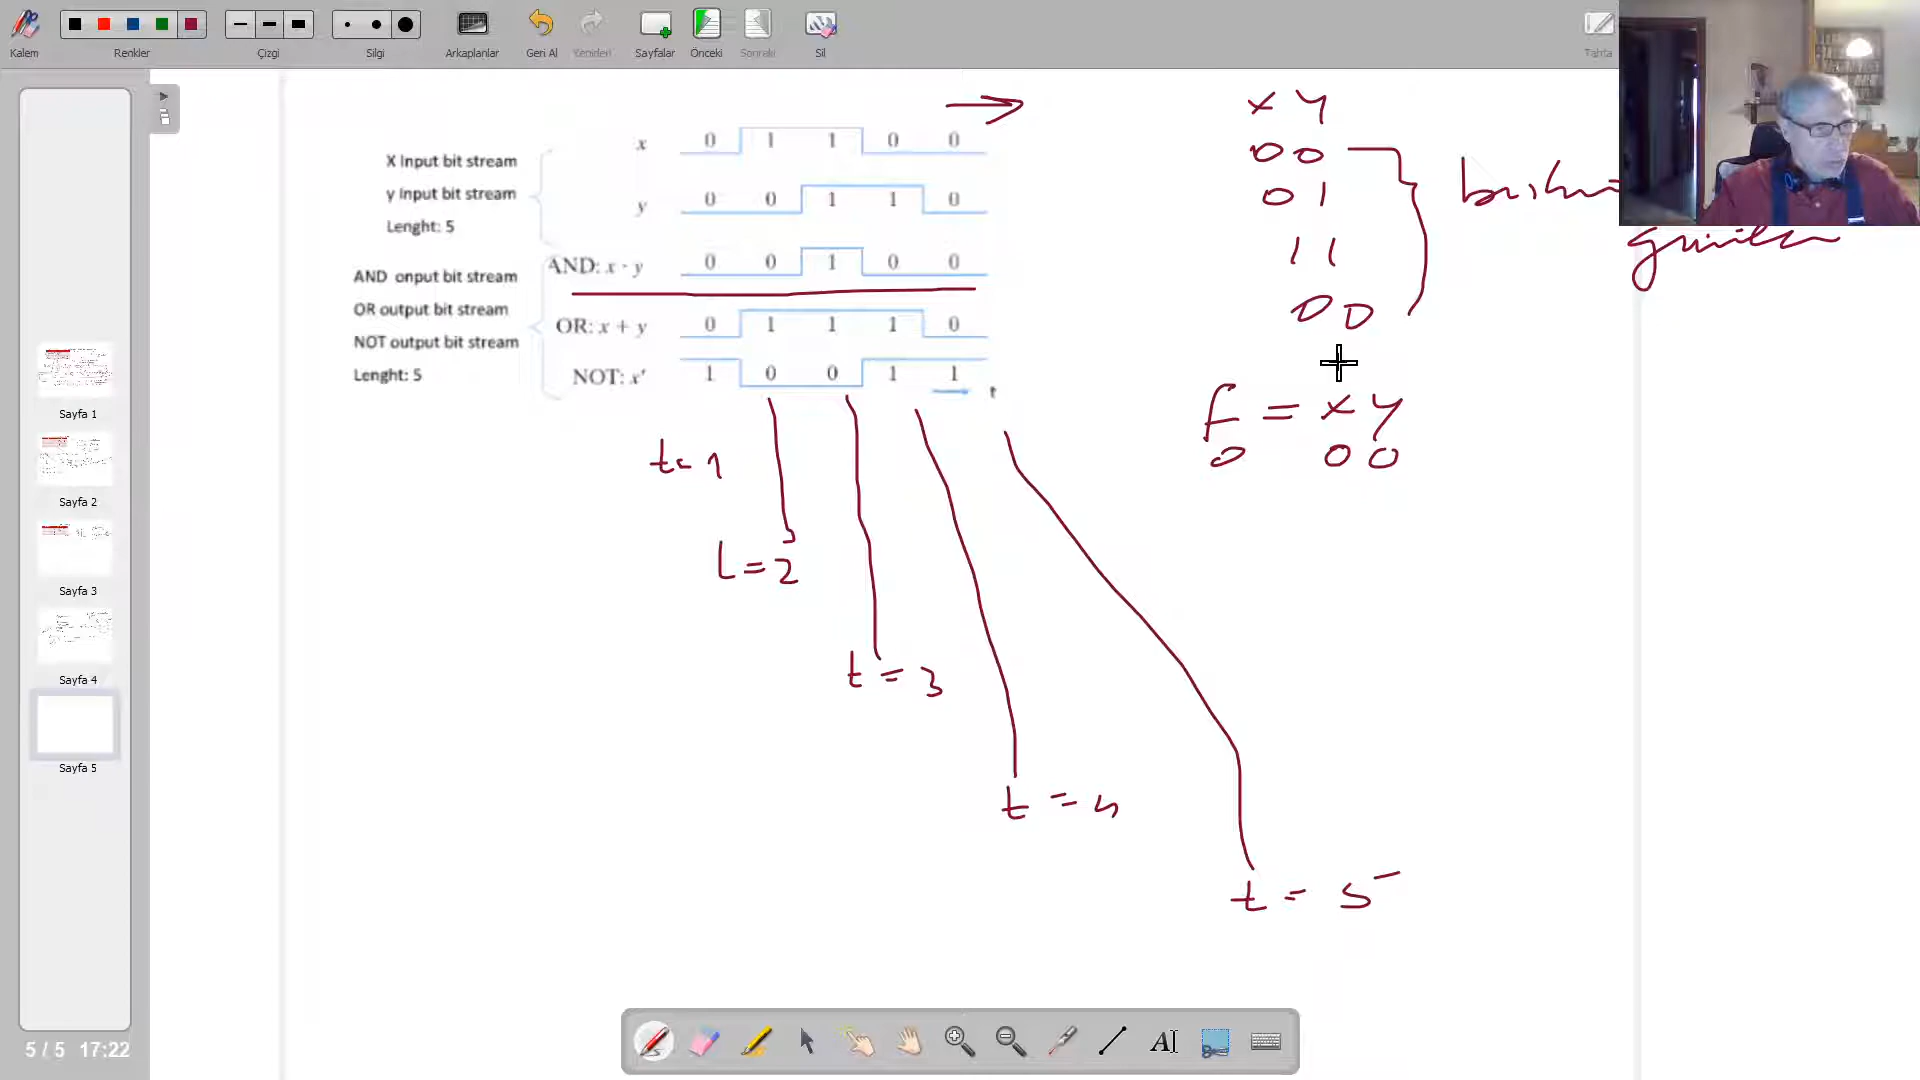 Kalem
Renkler
Çizgi
Silgi
Arkaplanlar
Geri Al
Yenileri
Sayfalar
Önceki
Sonraki
Sil
Tahta
Sayfa 1
Sayfa 2
Sayfa 3
Sayfa 4
Sayfa 5
5 / 5 17:22
X Input bit stream
y Input bit stream
Lenght: 5
AND onput bit stream
OR output bit stream
NOT output bit stream
Lenght: 5
x 0 1 1 0 0
y 0 0 1 1 0
AND: x · y 0 0 1 0 0
OR: x + y 0 1 1 1 0
NOT: x' 1 0 0 1 1
t
t=1
t=2
t=3
t=4
t=5
x y
0 0
0 1
1 1
0 0
f = x y
0 0 0
AI